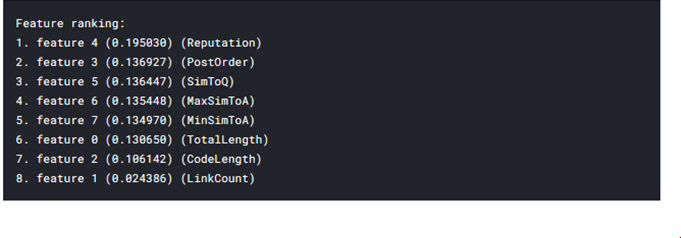 Feature ranking:
1. feature 4 (0.195030) (Reputation)
2. feature 3 (0.136927) (PostOrder)
3. feature 5 (0.136447) (SimToQ)
4. feature 6 (0.135448) (MaxSimToA)
5. feature 7 (0.134970) (MinSimToA)
6. feature 0 (0.130650) (TotalLength)
7. feature 2 (0.106142) (CodeLength)
8. feature 1 (0.024386) (LinkCount)